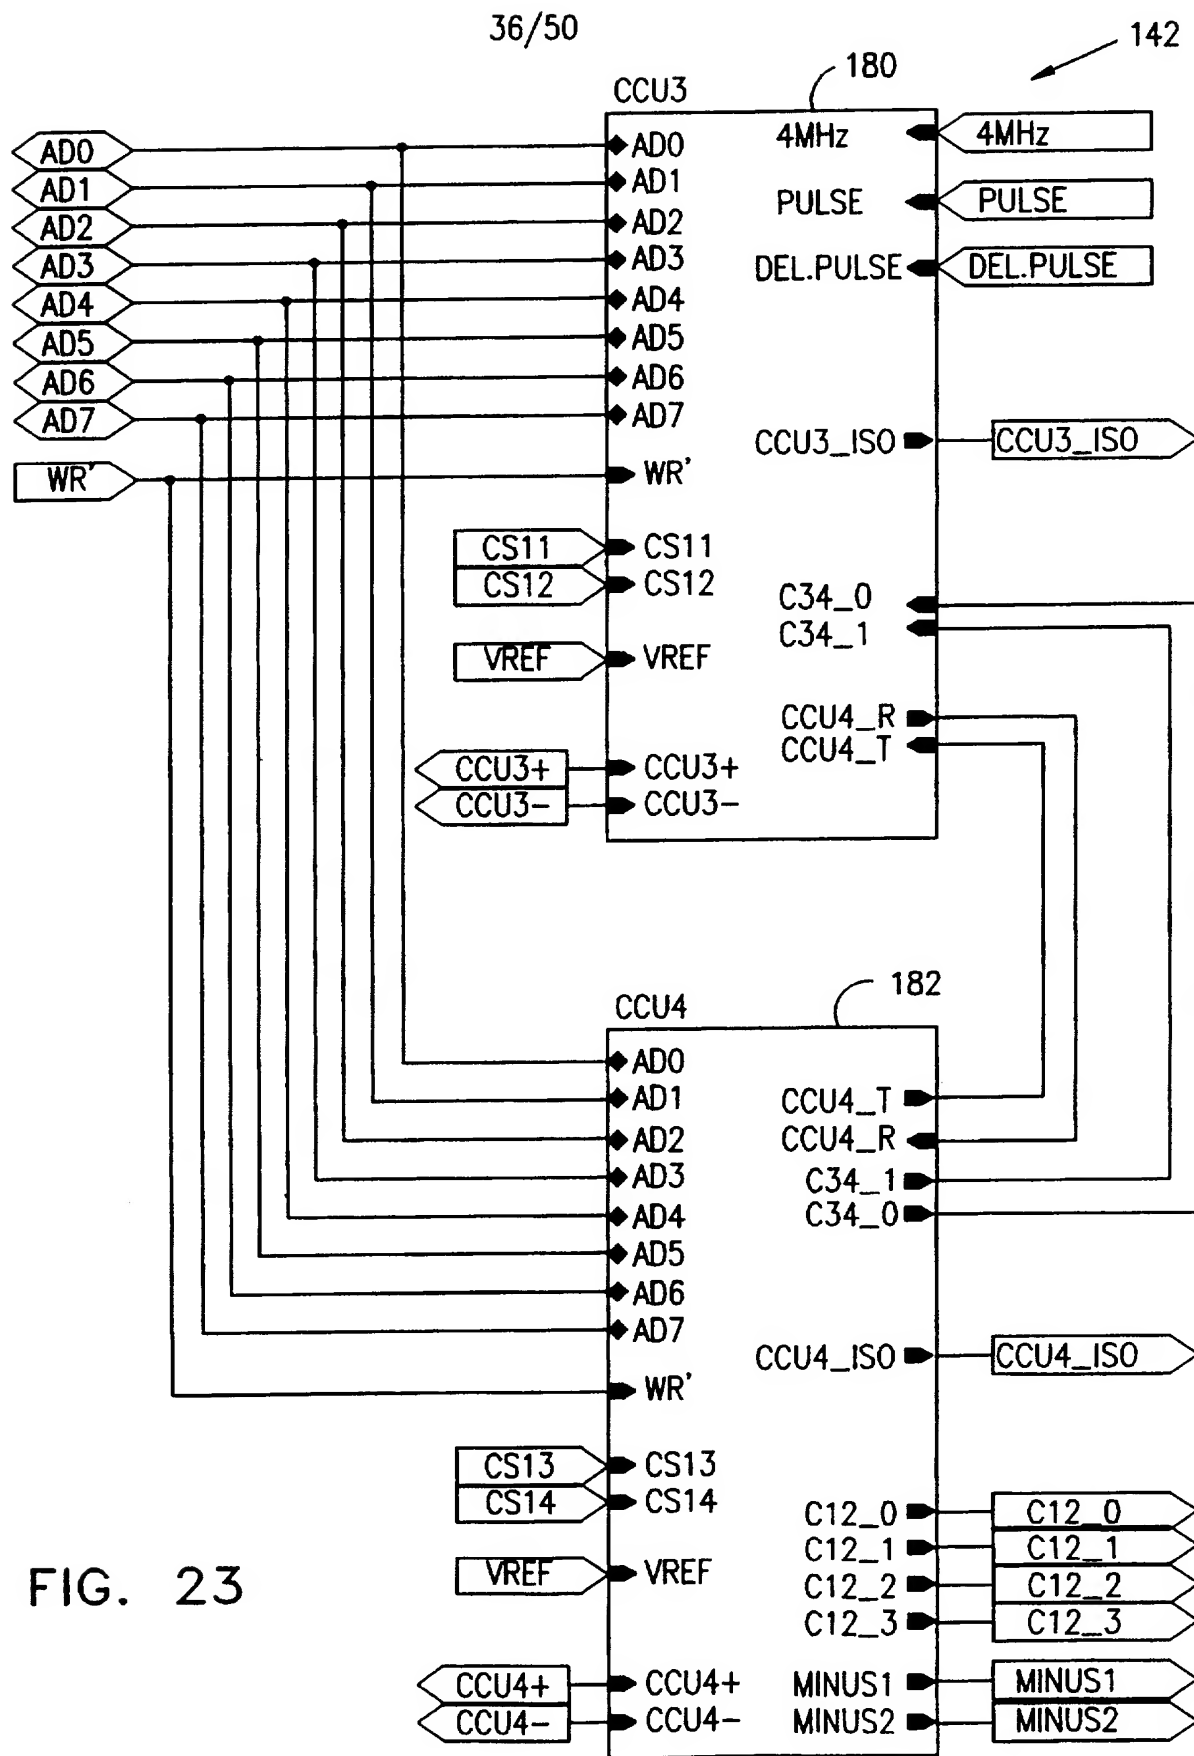 36/50
142
180
CCU3
AD0 AD0 4MHz 4MHz
AD1 AD1
AD2 AD2 PULSE PULSE
AD3 AD3 DEL.PULSE DEL.PULSE
AD4 AD4
AD5 AD5
AD6 AD6
AD7 AD7
CCU3_ISO CCU3_ISO
WR' WR'
CS11 CS11
CS12 CS12
C34_0
C34_1
VREF VREF
CCU4_R
CCU4_T
CCU3+ CCU3+
CCU3- CCU3-
182
CCU4
AD0
AD1 CCU4_T
AD2 CCU4_R
AD3 C34_1
AD4 C34_0
AD5
AD6
AD7
CCU4_ISO CCU4_ISO
WR'
CS13 CS13
CS14 CS14
C12_0 C12_0
C12_1 C12_1
VREF VREF C12_2 C12_2
C12_3 C12_3
FIG. 23
CCU4+ CCU4+ MINUS1 MINUS1
CCU4- CCU4- MINUS2 MINUS2